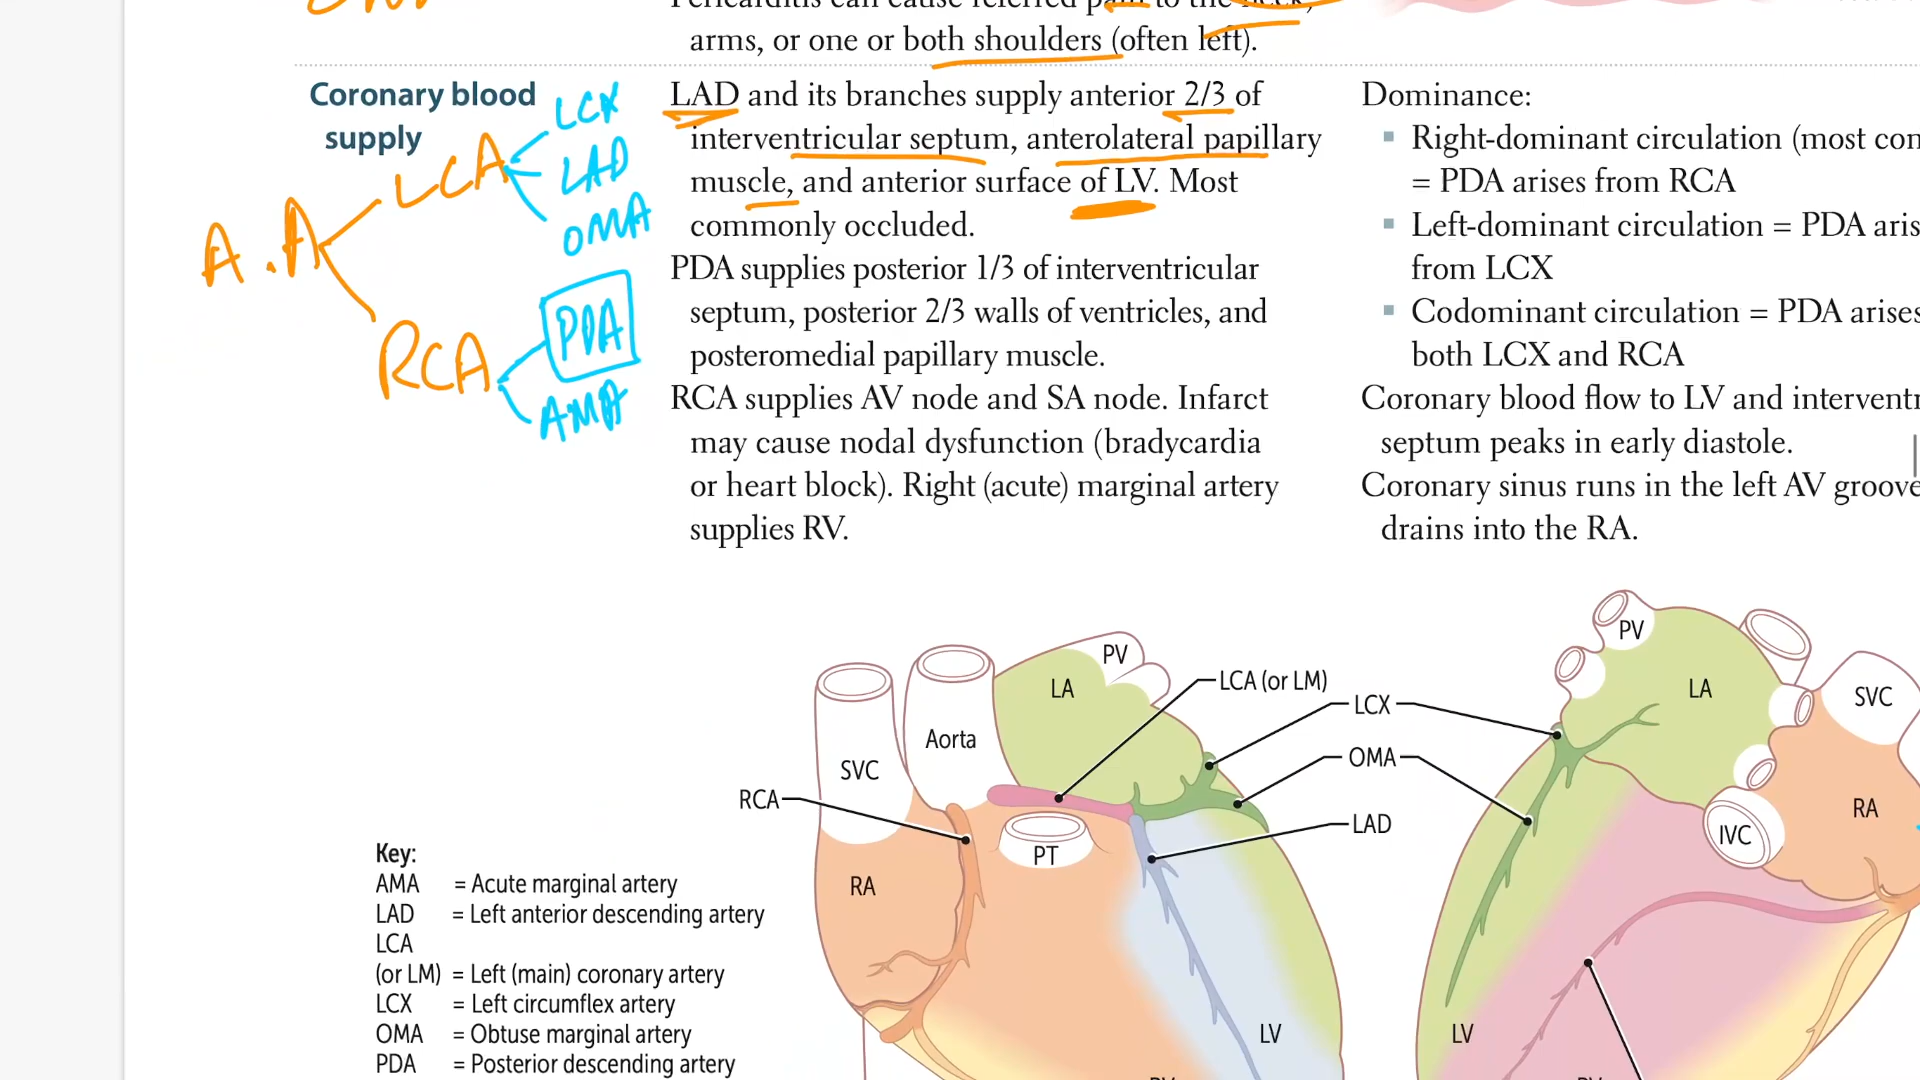 arms, or one or both shoulders (often left).
Coronary blood
supply
A.A
LCA
LCX
LAD
OMA
RCA
PDA
AMA
LAD and its branches supply anterior 2/3 of
interventricular septum, anterolateral papillary
muscle, and anterior surface of LV. Most
commonly occluded.
PDA supplies posterior 1/3 of interventricular
septum, posterior 2/3 walls of ventricles, and
posteromedial papillary muscle.
RCA supplies AV node and SA node. Infarct
may cause nodal dysfunction (bradycardia
or heart block). Right (acute) marginal artery
supplies RV.
Dominance:
▪ Right-dominant circulation (most com
= PDA arises from RCA
▪ Left-dominant circulation = PDA aris
from LCX
▪ Codominant circulation = PDA arises
both LCX and RCA
Coronary blood flow to LV and interventr
septum peaks in early diastole.
Coronary sinus runs in the left AV groove
drains into the RA.
PV
LA
LCA (or LM)
LCX
Aorta
SVC
OMA
RCA
LAD
PT
RA
LV
PV
LA
SVC
RA
IVC
LV
Key:
AMA = Acute marginal artery
LAD = Left anterior descending artery
LCA
(or LM) = Left (main) coronary artery
LCX = Left circumflex artery
OMA = Obtuse marginal artery
PDA = Posterior descending artery